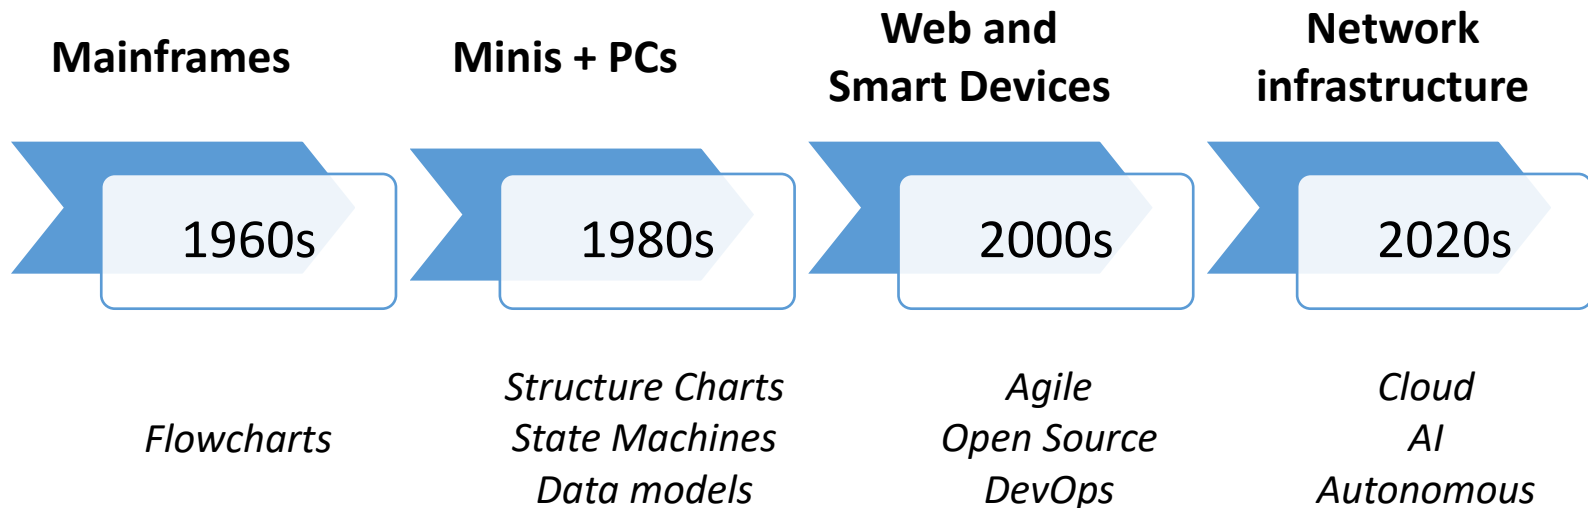 Mainframes
Minis + PCs
Web and
Smart Devices
Network
infrastructure
1960s
1980s
2000s
2020s
Flowcharts
Structure Charts
State Machines
Data models
Agile
Open Source
DevOps
Cloud
AI
Autonomous